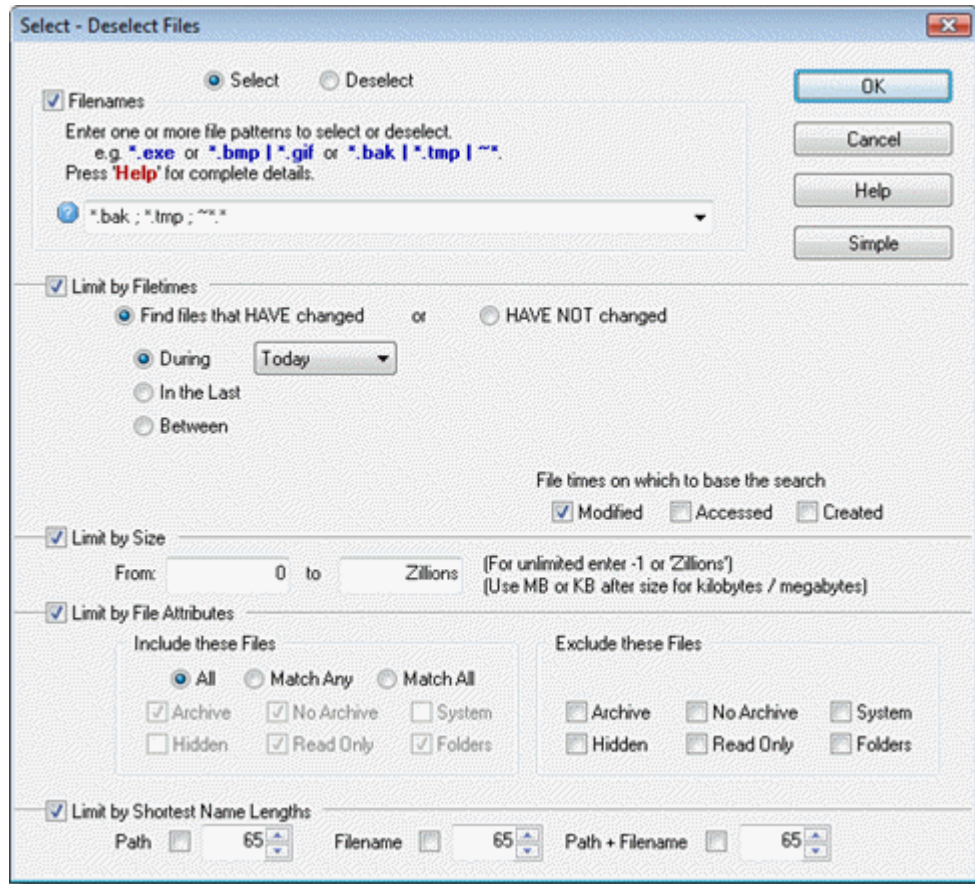 Select - Deselect Files
Select Deselect
OK
Filenames
Enter one or more file patterns to select or deselect.
e.g. *.exe or *.bmp | *.gif or *.bak | *.tmp | ~*.
Press 'Help' for complete details.
Cancel
Help
*.bak ; *.tmp ; ~*.*
Simple
Limit by Filetimes
Find files that HAVE changed or HAVE NOT changed
During Today
In the Last
Between
File times on which to base the search
Modified Accessed Created
Limit by Size
From: 0 to Zillions (For unlimited enter -1 or 'Zillions')
(Use MB or KB after size for kilobytes / megabytes)
Limit by File Attributes
Include these Files Exclude these Files
All Match Any Match All
Archive No Archive System Archive No Archive System
Hidden Read Only Folders Hidden Read Only Folders
Limit by Shortest Name Lengths
Path 65 Filename 65 Path + Filename 65